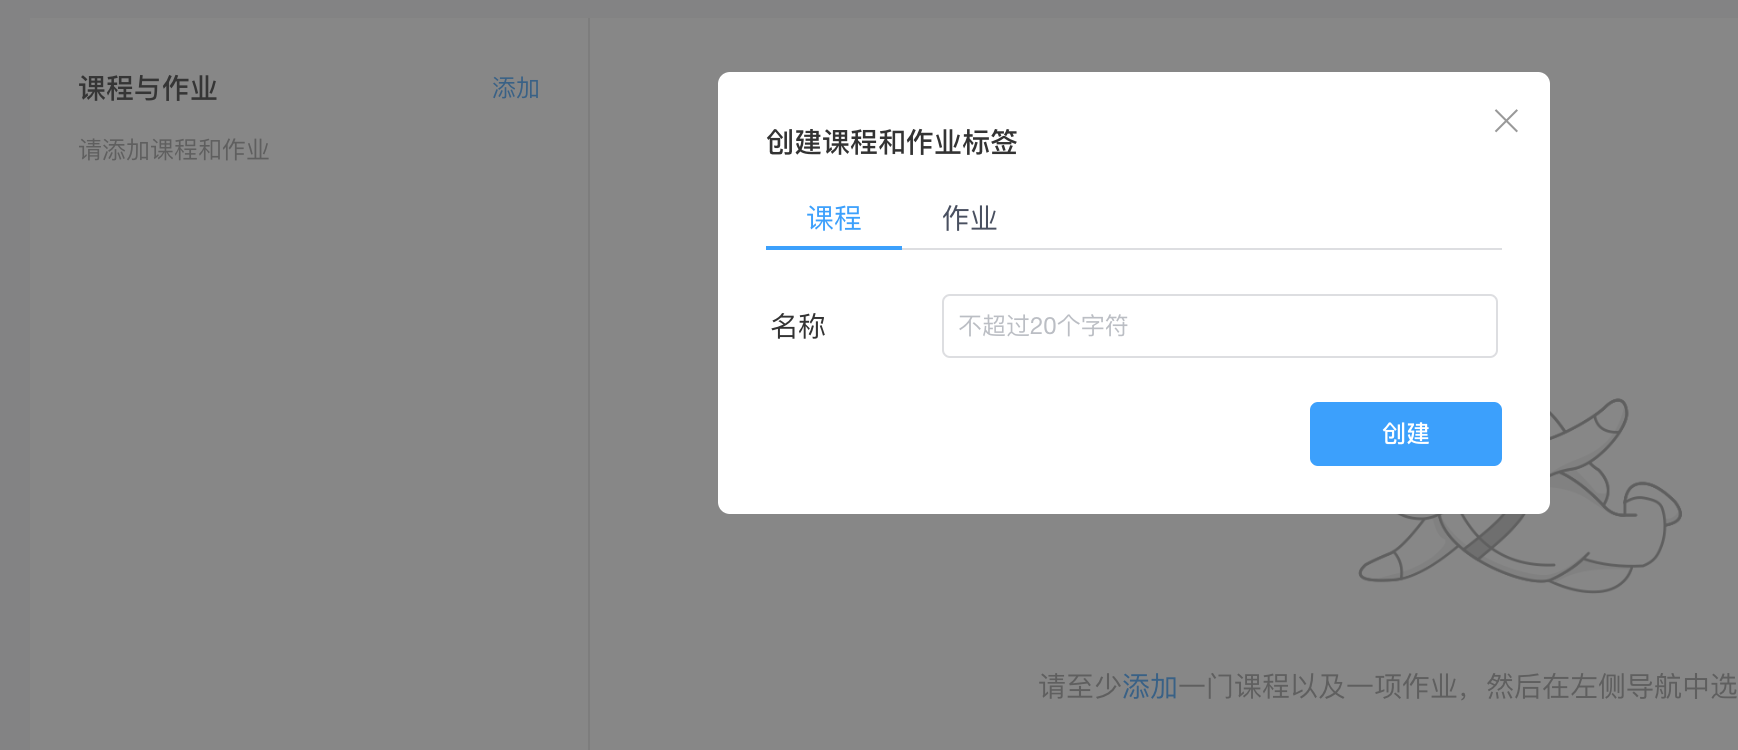 课程与作业
添加
请添加课程和作业
创建课程和作业标签
课程
作业
名称
不超过20个字符
创建
请至少添加一门课程以及一项作业，然后在左侧导航中选